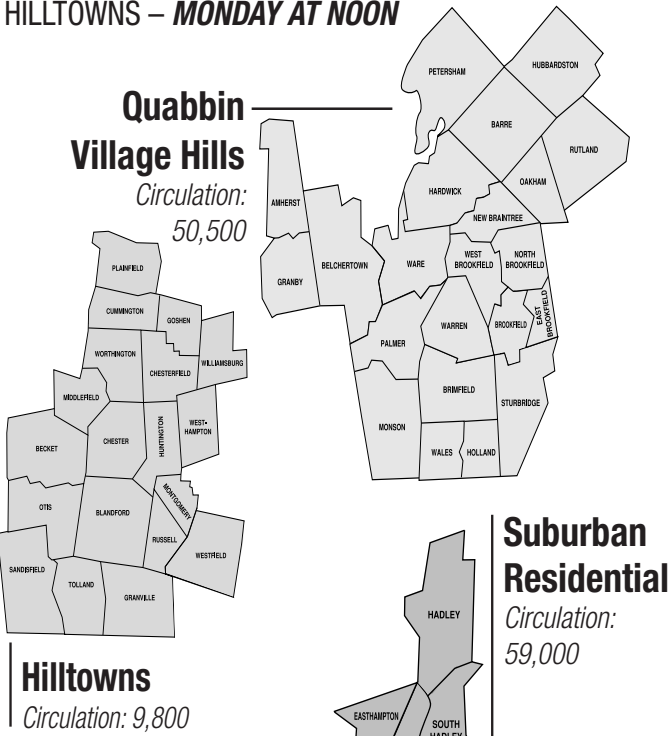 HILLTOWNS – MONDAY AT NOON
Quabbin
Village Hills
Circulation:
50,500
PETERSHAM
HUBBARDSTON
BARRE
RUTLAND
HARDWICK
OAKHAM
AMHERST
NEW BRAINTREE
GRANBY
BELCHERTOWN
WARE
WEST
BROOKFIELD
NORTH
BROOKFIELD
PALMER
WARREN
BROOKFIELD
EAST
BROOKFIELD
BRIMFIELD
STURBRIDGE
MONSON
WALES
HOLLAND
PLAINFIELD
CUMMINGTON
GOSHEN
WORTHINGTON
CHESTERFIELD
WILLIAMSBURG
MIDDLEFIELD
BECKET
CHESTER
HUNTINGTON
WEST-
HAMPTON
OTIS
BLANDFORD
MONTGOMERY
RUSSELL
WESTFIELD
SANDISFIELD
TOLLAND
GRANVILLE
Hilltowns
Circulation: 9,800
Suburban
Residential
Circulation:
59,000
HADLEY
EASTHAMPTON
SOUTH
HADLEY